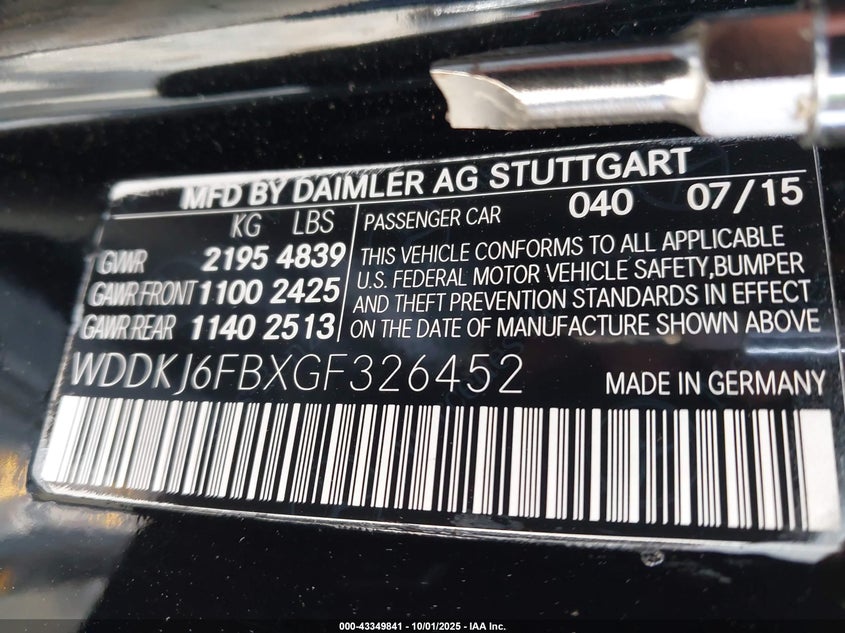 MFD BY DAIMLER AG STUTTGART
KG LBS
GVWR 2195 4839
GAWR FRONT 1100 2425
GAWR REAR 1140 2513
PASSENGER CAR 040 07/15
THIS VEHICLE CONFORMS TO ALL APPLICABLE
U.S. FEDERAL MOTOR VEHICLE SAFETY,BUMPER
AND THEFT PREVENTION STANDARDS IN EFFECT
ON THE DATE OF MANUFACTURE SHOWN ABOVE
WDDKJ6FBXGF326452
MADE IN GERMANY
000-43349841 - 10/01/2025 - IAA Inc.